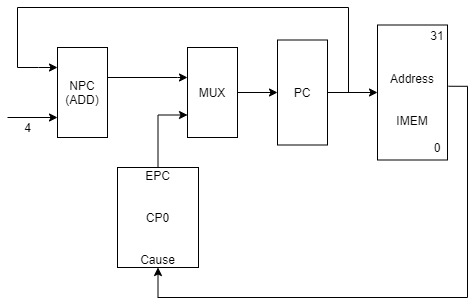 31
NPC
(ADD)
MUX
PC
Address
IMEM
4
0
EPC
CP0
Cause